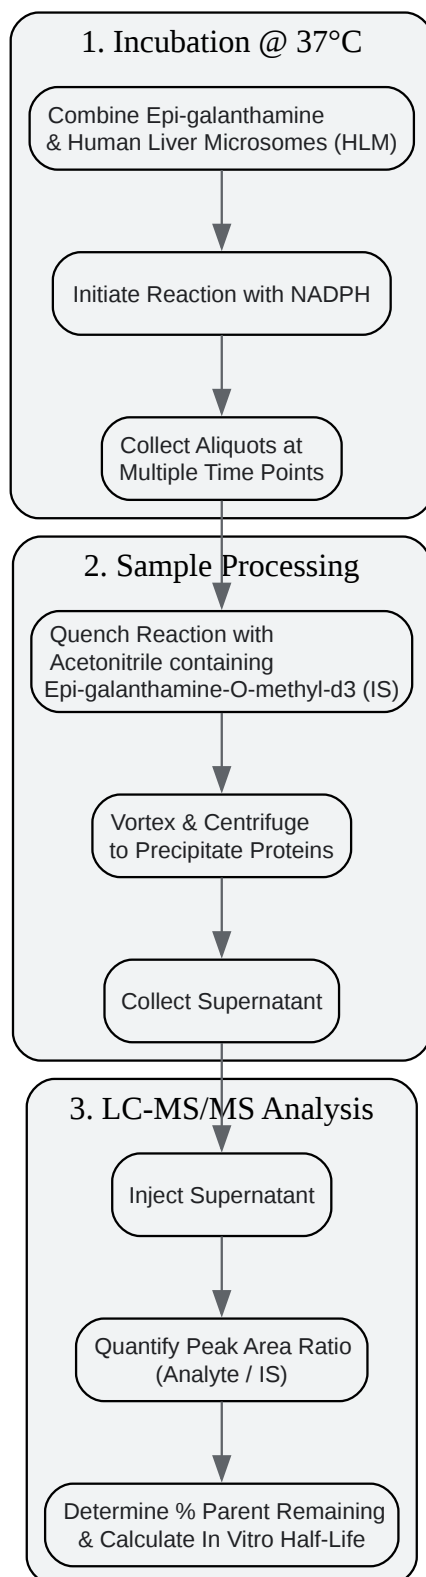 1. Incubation @ 37°C
Combine Epi-galanthamine
& Human Liver Microsomes (HLM)
Initiate Reaction with NADPH
Collect Aliquots at
Multiple Time Points
2. Sample Processing
Quench Reaction with
Acetonitrile containing
Epi-galanthamine-O-methyl-d3 (IS)
Vortex & Centrifuge
to Precipitate Proteins
Collect Supernatant
3. LC-MS/MS Analysis
Inject Supernatant
Quantify Peak Area Ratio
(Analyte / IS)
Determine % Parent Remaining
& Calculate In Vitro Half-Life